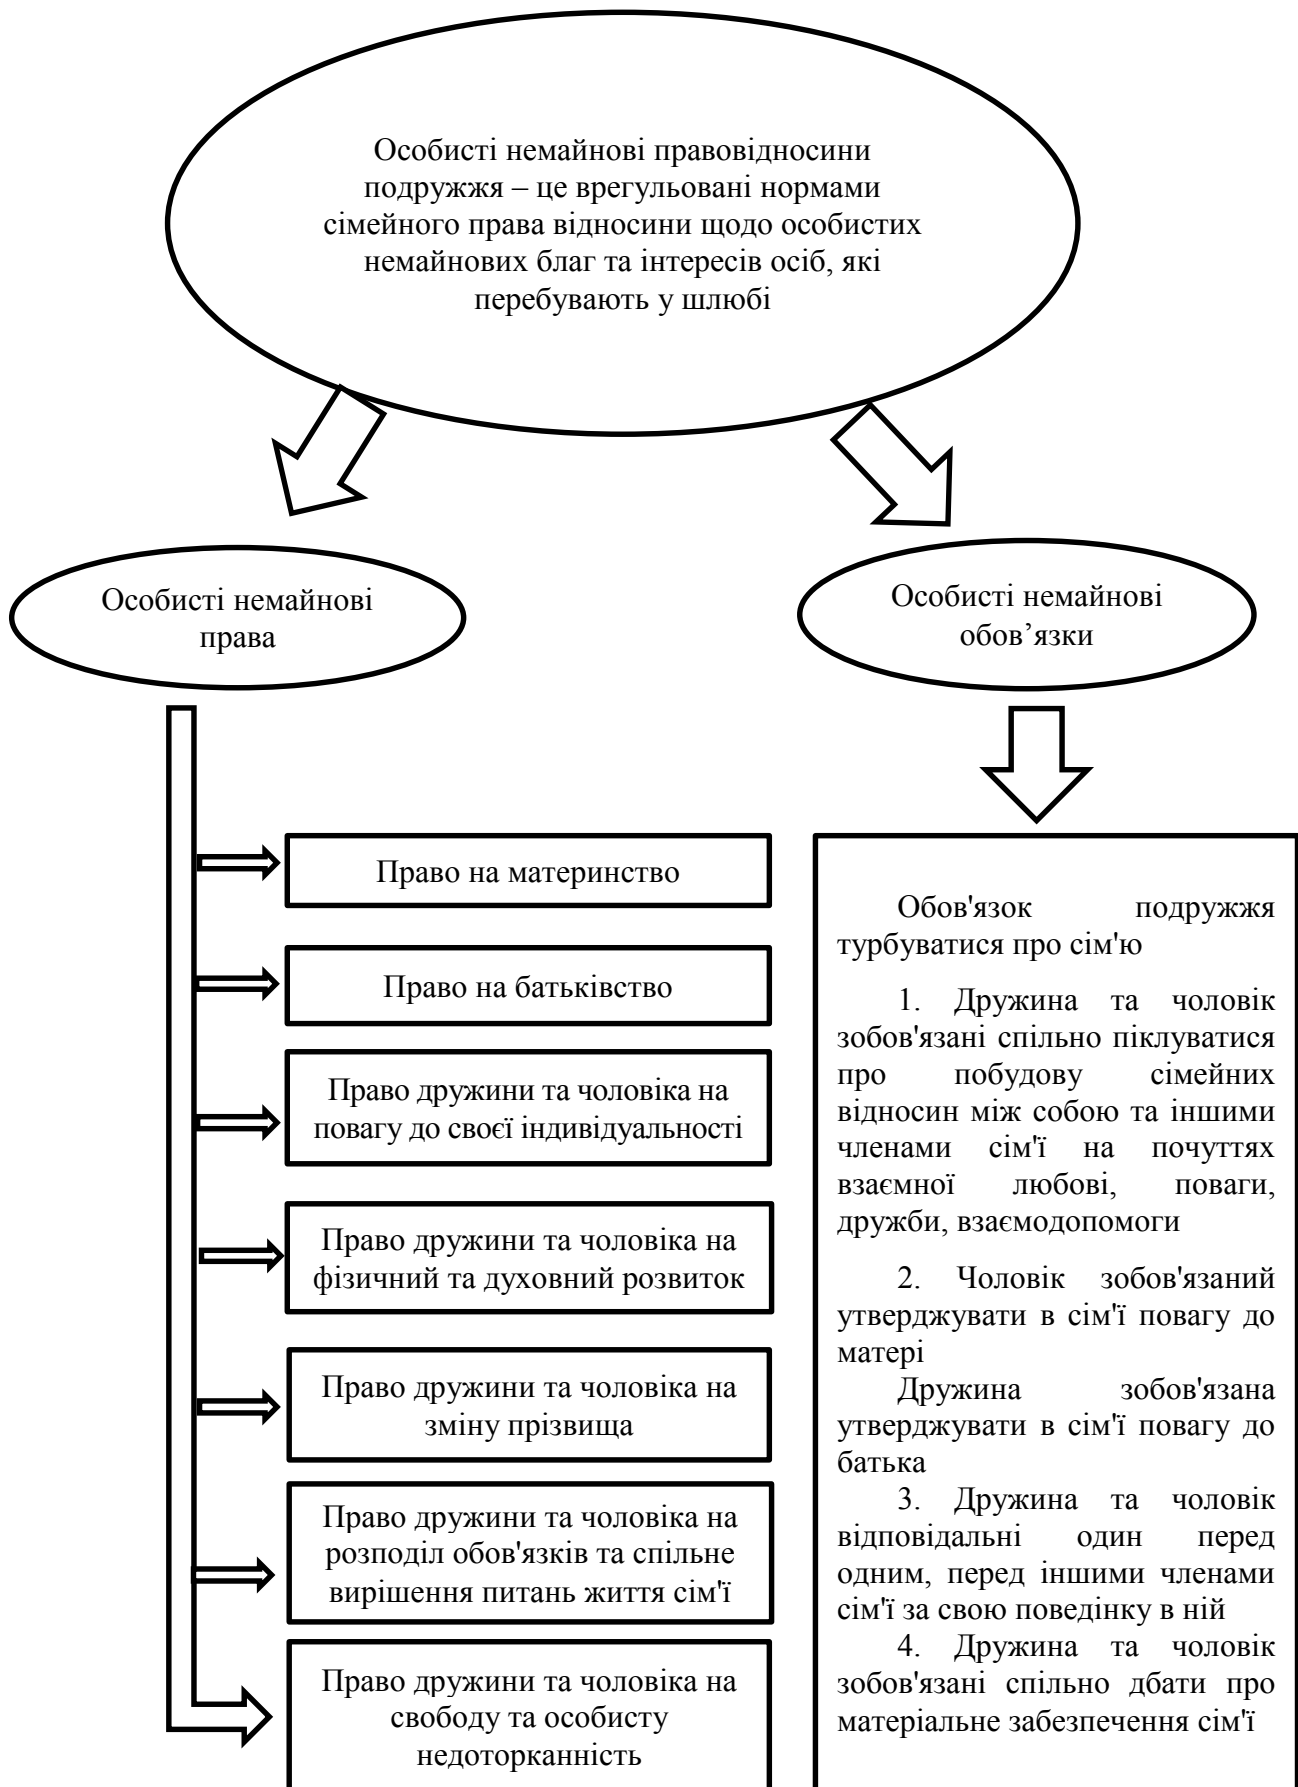 Особисті немайнові правовідносини
подружжя – це врегульовані нормами
сімейного права відносини щодо особистих
немайнових благ та інтересів осіб, які
перебувають у шлюбі
Особисті немайнові
права
Особисті немайнові
обов’язки
Право на материнство
Право на батьківство
Право дружини та чоловіка на
повагу до своєї індивідуальності
Право дружини та чоловіка на
фізичний та духовний розвиток
Право дружини та чоловіка на
зміну прізвища
Право дружини та чоловіка на
розподіл обов'язків та спільне
вирішення питань життя сім'ї
Право дружини та чоловіка на
свободу та особисту
недоторканність
Обов'язок подружжя
турбуватися про сім'ю
1. Дружина та чоловік
зобов'язані спільно піклуватися
про побудову сімейних
відносин між собою та іншими
членами сім'ї на почуттях
взаємної любові, поваги,
дружби, взаємодопомоги
2. Чоловік зобов'язаний
утверджувати в сім'ї повагу до
матері
Дружина зобов'язана
утверджувати в сім'ї повагу до
батька
3. Дружина та чоловік
відповідальні один перед
одним, перед іншими членами
сім'ї за свою поведінку в ній
4. Дружина та чоловік
зобов'язані спільно дбати про
матеріальне забезпечення сім'ї